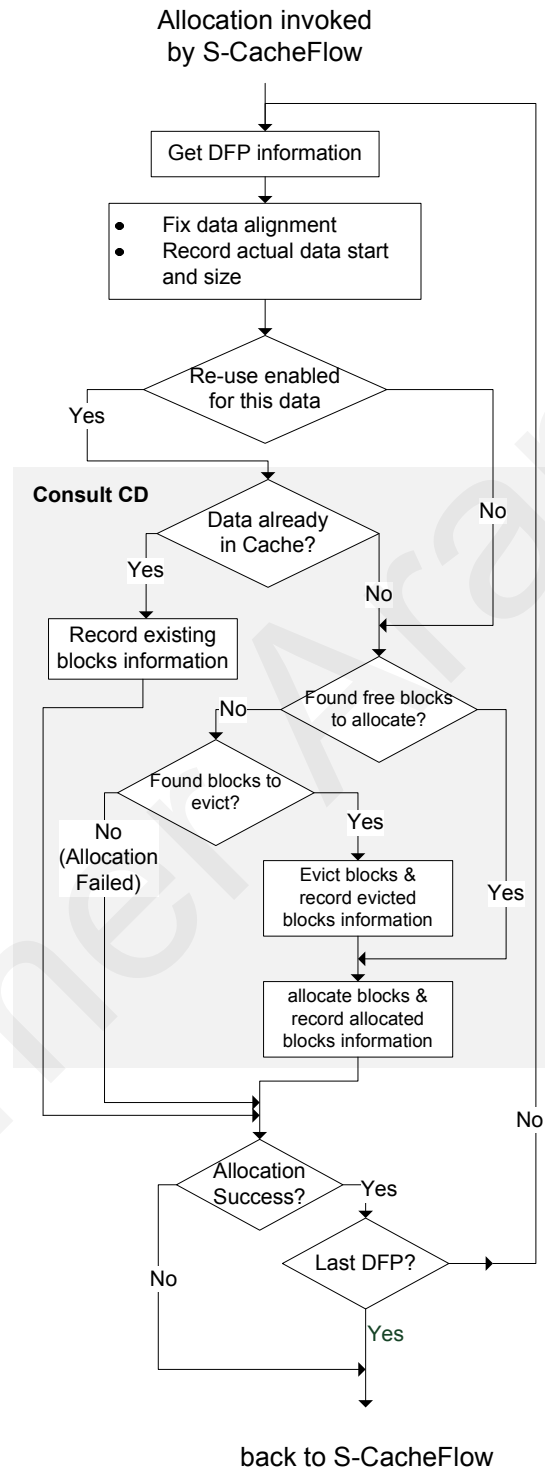 Allocation invoked
by S-CacheFlow
Get DFP information
• Fix data alignment
• Record actual data start
and size
Re-use enabled
for this data
Yes
No
Consult CD
Data already
in Cache?
Yes
No
Record existing
blocks information
Found free blocks
to allocate?
No
Yes
Found blocks to
evict?
No
(Allocation
Failed)
Yes
Evict blocks &
record evicted
blocks information
allocate blocks &
record allocated
blocks information
Allocation
Success?
Yes
No
Last DFP?
No
Yes
back to S-CacheFlow